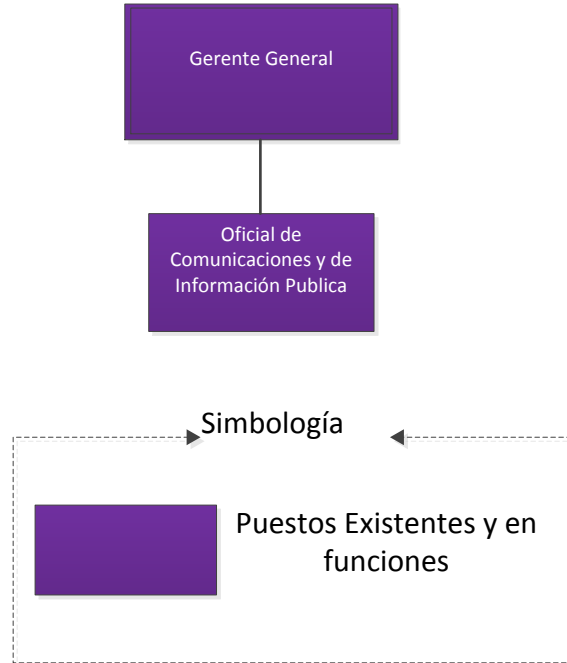 Gerente General
Oficial de
Comunicaciones y de
Información Publica
Simbología
Puestos Existentes y en
funciones